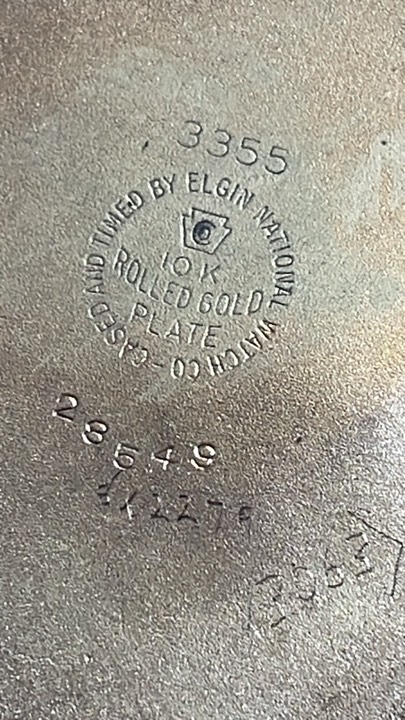 3355
CASED AND TIMED BY ELGIN NATIONAL WATCH CO-
10 K
ROLLED GOLD
PLATE
28549